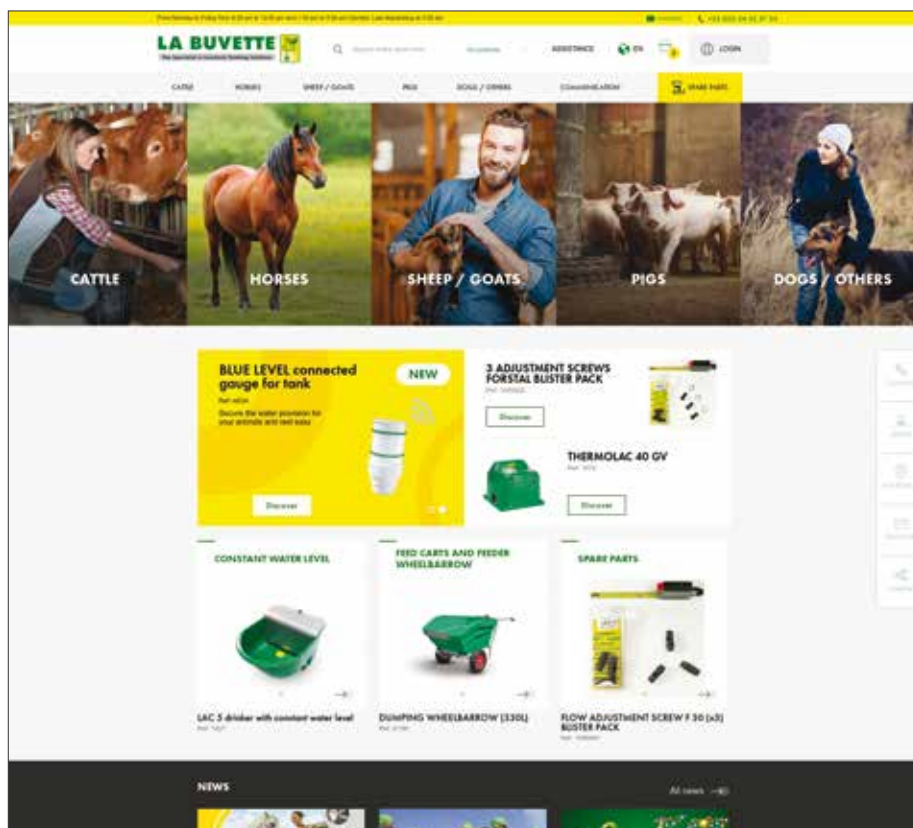 LA BUVETTE
ASSISTANCE
EN
LOGIN
CATTLE
HORSES
SHEEP / GOATS
PIGS
DOGS / OTHERS
COMMUNICATION
SPARE PARTS
CATTLE
HORSES
SHEEP / GOATS
PIGS
DOGS / OTHERS
BLUE LEVEL connected
gauge for tank
NEW
Secure the water provision for
your animals and rest easy
Discover
3 ADJUSTMENT SCREWS
FORSTAL BLISTER PACK
Discover
THERMOLAC 40 GV
Discover
CONSTANT WATER LEVEL
FEED CARTS AND FEEDER
WHEELBARROW
SPARE PARTS
LAC 5 drinker with constant water level
DUMPING WHEELBARROW (330L)
FLOW ADJUSTMENT SCREW F 30 (x3)
BLISTER PACK
NEWS
All news